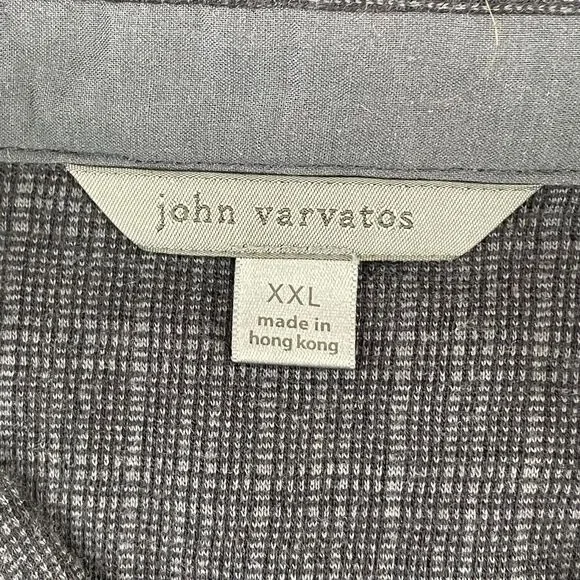 john varvatos
XXL
made in
hong kong